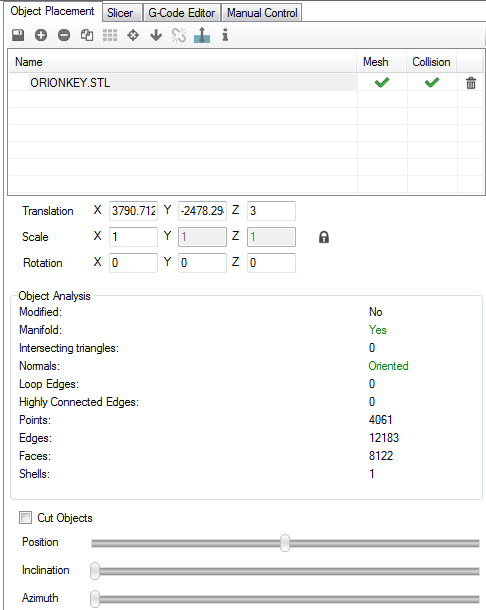 Object Placement Slicer G-Code Editor Manual Control
Name Mesh Collision
ORIONKEY.STL
Translation X 3790.712 Y -2478.29 Z 3
Scale X 1 Y 1 Z 1
Rotation X 0 Y 0 Z 0
Object Analysis
Modified: No
Manifold: Yes
Intersecting triangles: 0
Normals: Oriented
Loop Edges: 0
Highly Connected Edges: 0
Points: 4061
Edges: 12183
Faces: 8122
Shells: 1
Cut Objects
Position
Inclination
Azimuth